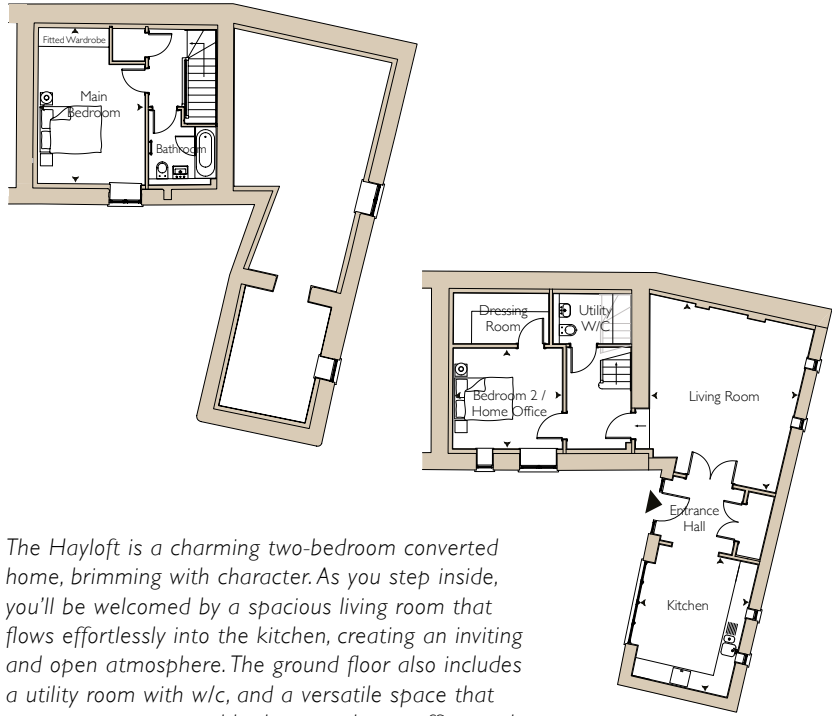 Fitted Wardrobe
Main
Bedroom
Bathroom
Dressing
Room
Utility
W/C
Bedroom 2 /
Home Office
Living Room
Entrance
Hall
Kitchen
The Hayloft is a charming two-bedroom converted
home, brimming with character. As you step inside,
you'll be welcomed by a spacious living room that
flows effortlessly into the kitchen, creating an inviting
and open atmosphere. The ground floor also includes
a utility room with w/c, and a versatile space that